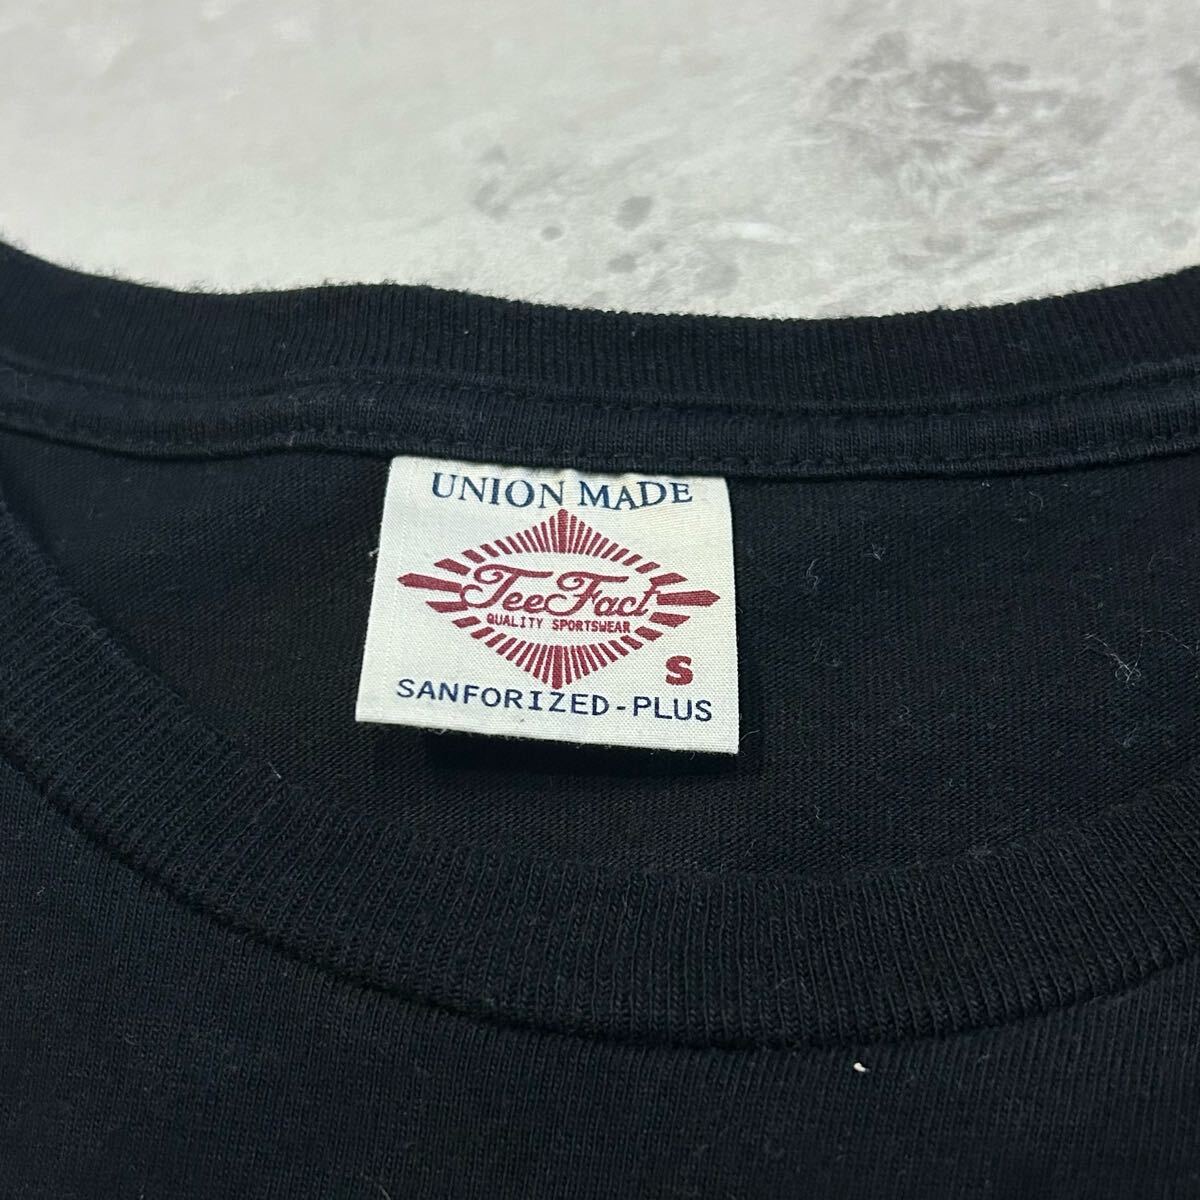 UNION MADE
TeeFact
QUALITY SPORTSWEAR
S
SANFORIZED-PLUS